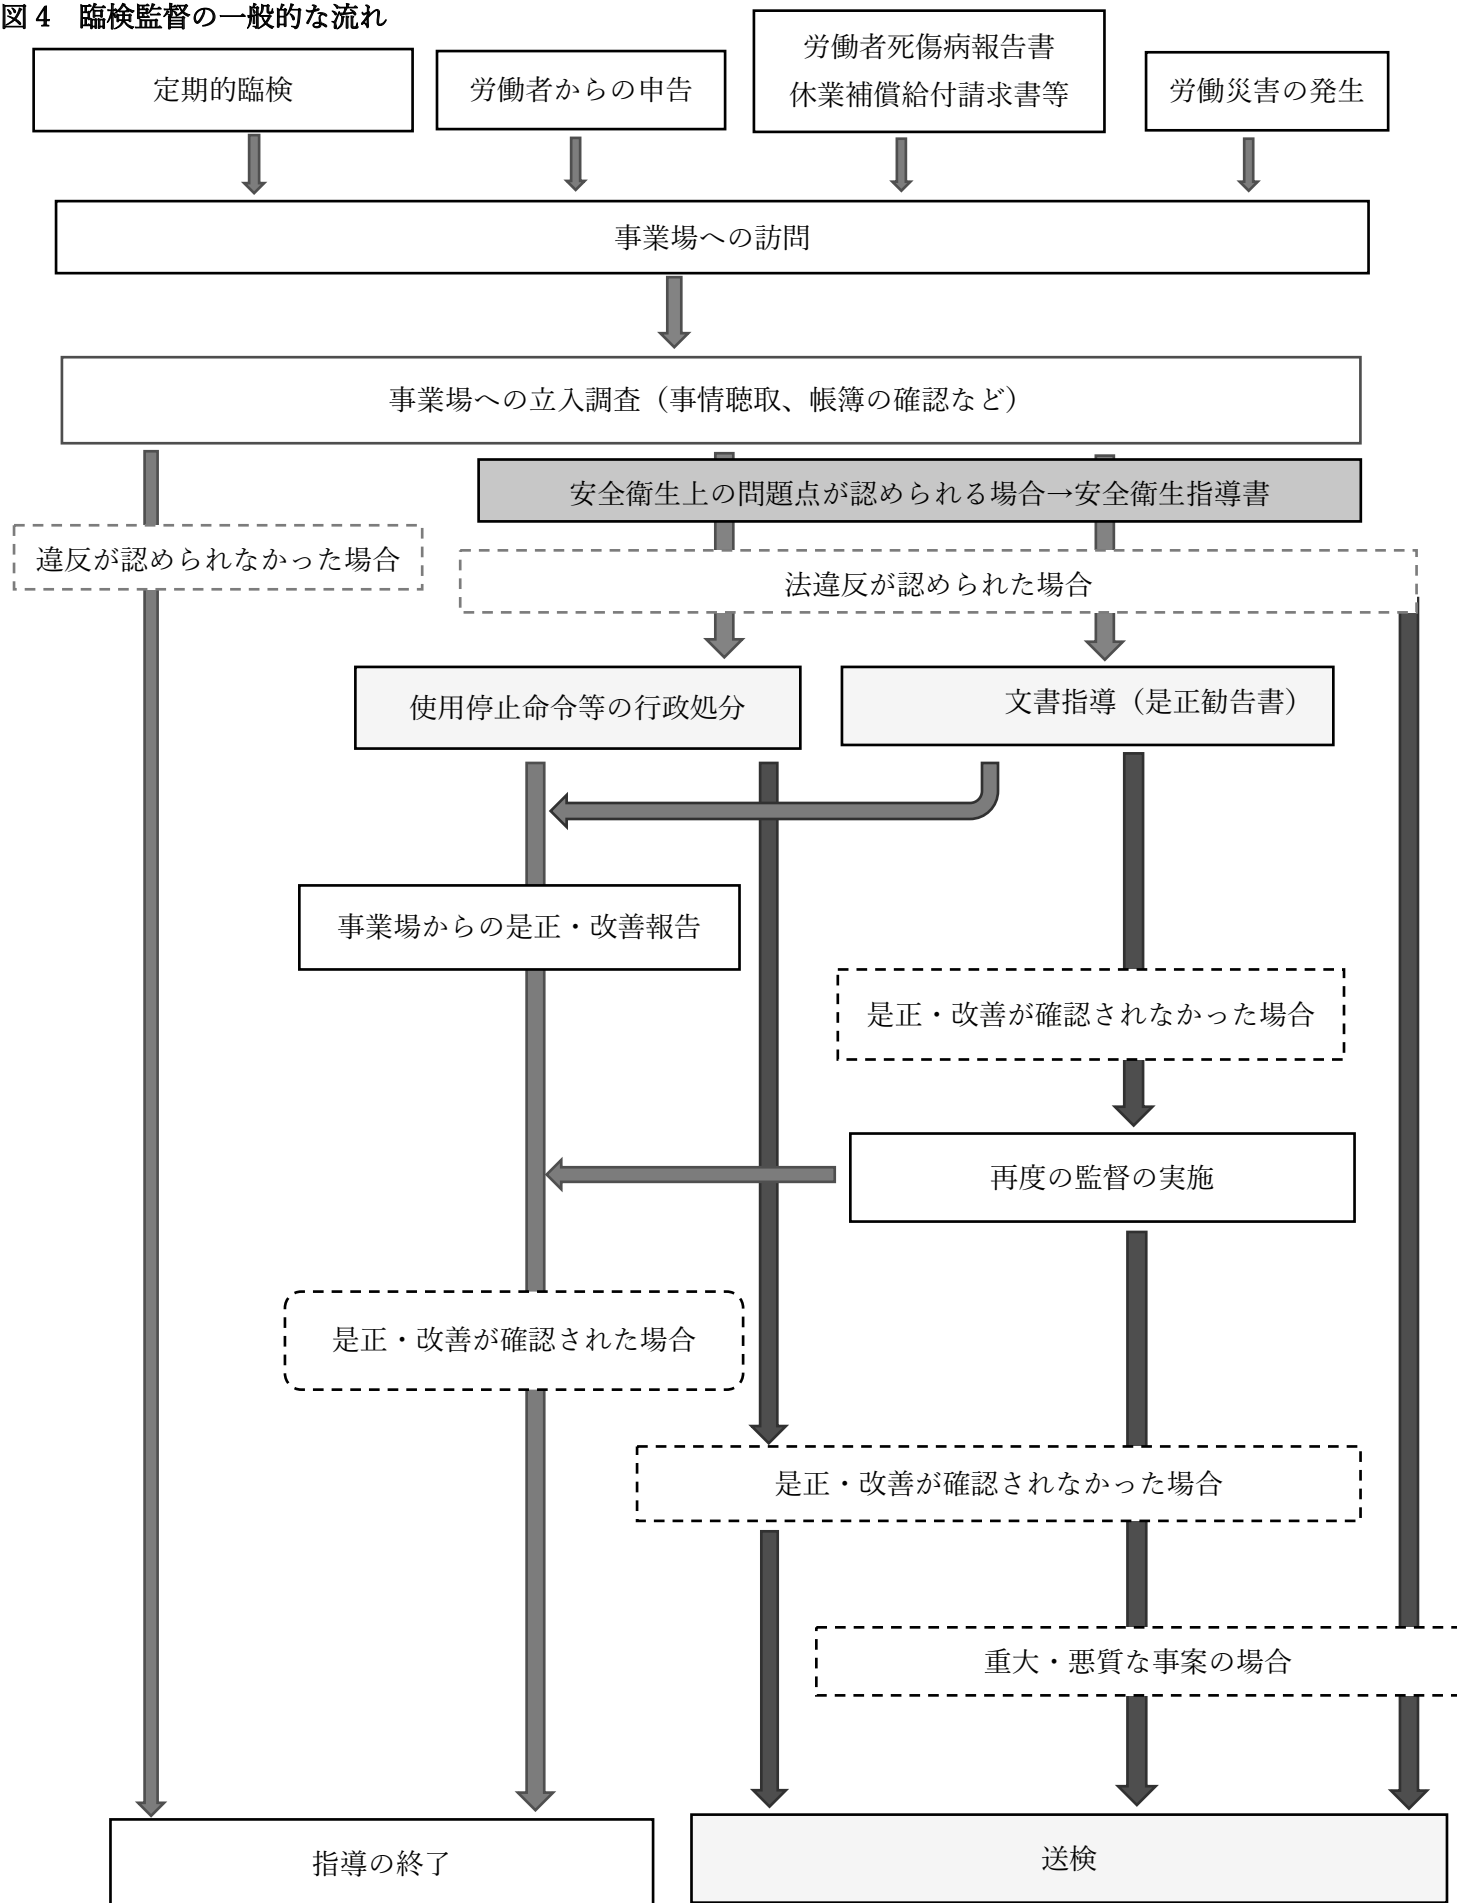 図4 臨検監督の一般的な流れ
定期的臨検
労働者からの申告
労働者死傷病報告書
休業補償給付請求書等
労働災害の発生
事業場への訪問
事業場への立入調査（事情聴取、帳簿の確認など）
安全衛生上の問題点が認められる場合→安全衛生指導書
違反が認められなかった場合
法違反が認められた場合
使用停止命令等の行政処分
文書指導（是正勧告書）
事業場からの是正・改善報告
是正・改善が確認されなかった場合
再度の監督の実施
是正・改善が確認された場合
是正・改善が確認されなかった場合
重大・悪質な事案の場合
指導の終了
送検